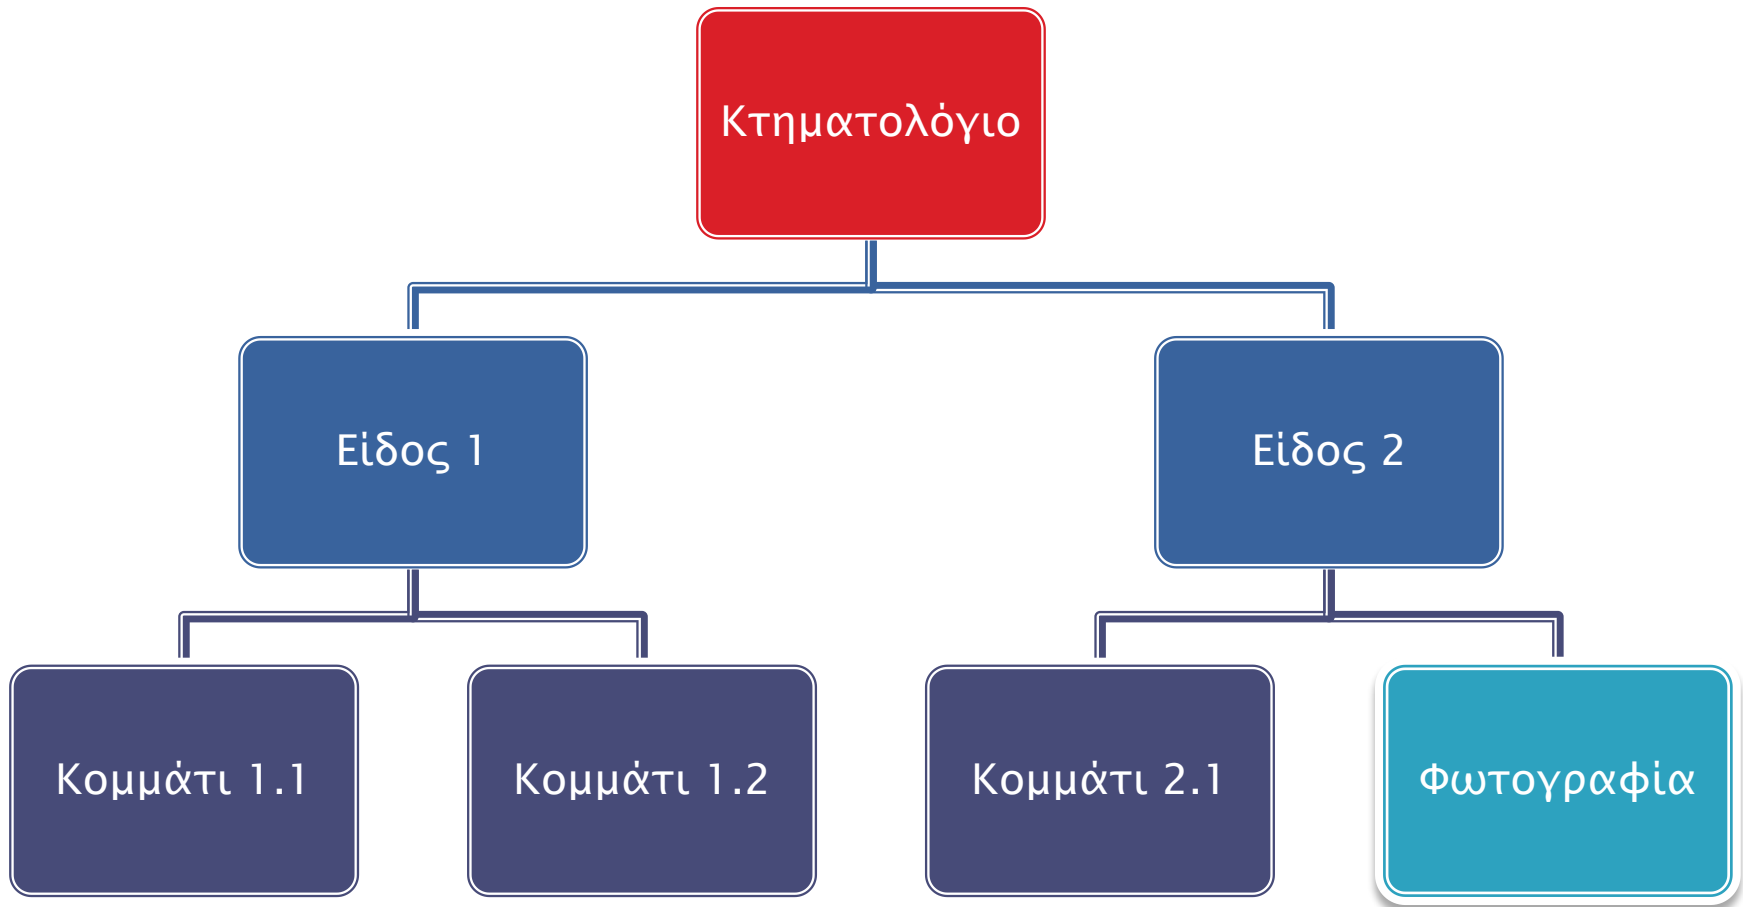 Κτηματολόγιο
Είδος 1
Είδος 2
Κομμάτι 1.1
Κομμάτι 1.2
Κομμάτι 2.1
Φωτογραφία